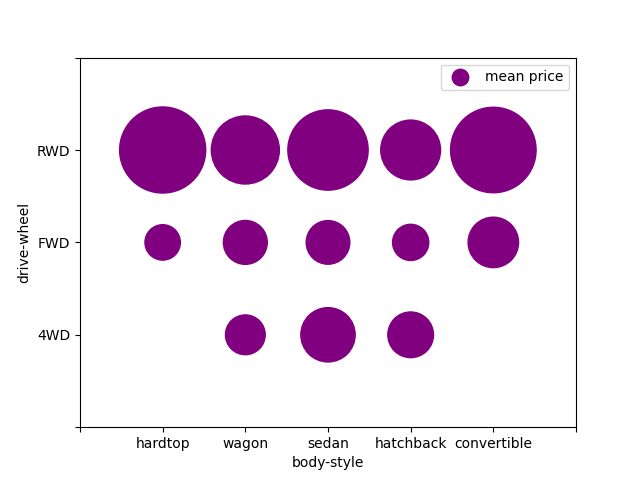 mean price
RWD
FWD
4WD
drive-wheel
hardtop wagon sedan hatchback convertible
body-style